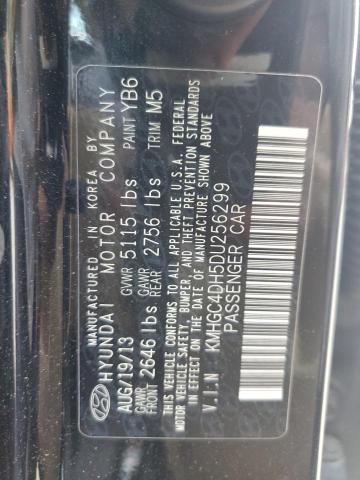 MANUFACTURED IN KOREA BY
HYUNDAI MOTOR COMPANY
AUG/19/13 GVWR 5115 lbs PAINT YB6
GAWR FRONT 2646 lbs GAWR REAR 2756 lbs TRIM M5
THIS VEHICLE CONFORMS TO ALL APPLICABLE U.S.A. FEDERAL
MOTOR VEHICLE SAFETY, BUMPER, AND THEFT PREVENTION STANDARDS
IN EFFECT ON THE DATE OF MANUFACTURE SHOWN ABOVE
V.I.N KMHGC4DH5DU256299
PASSENGER CAR